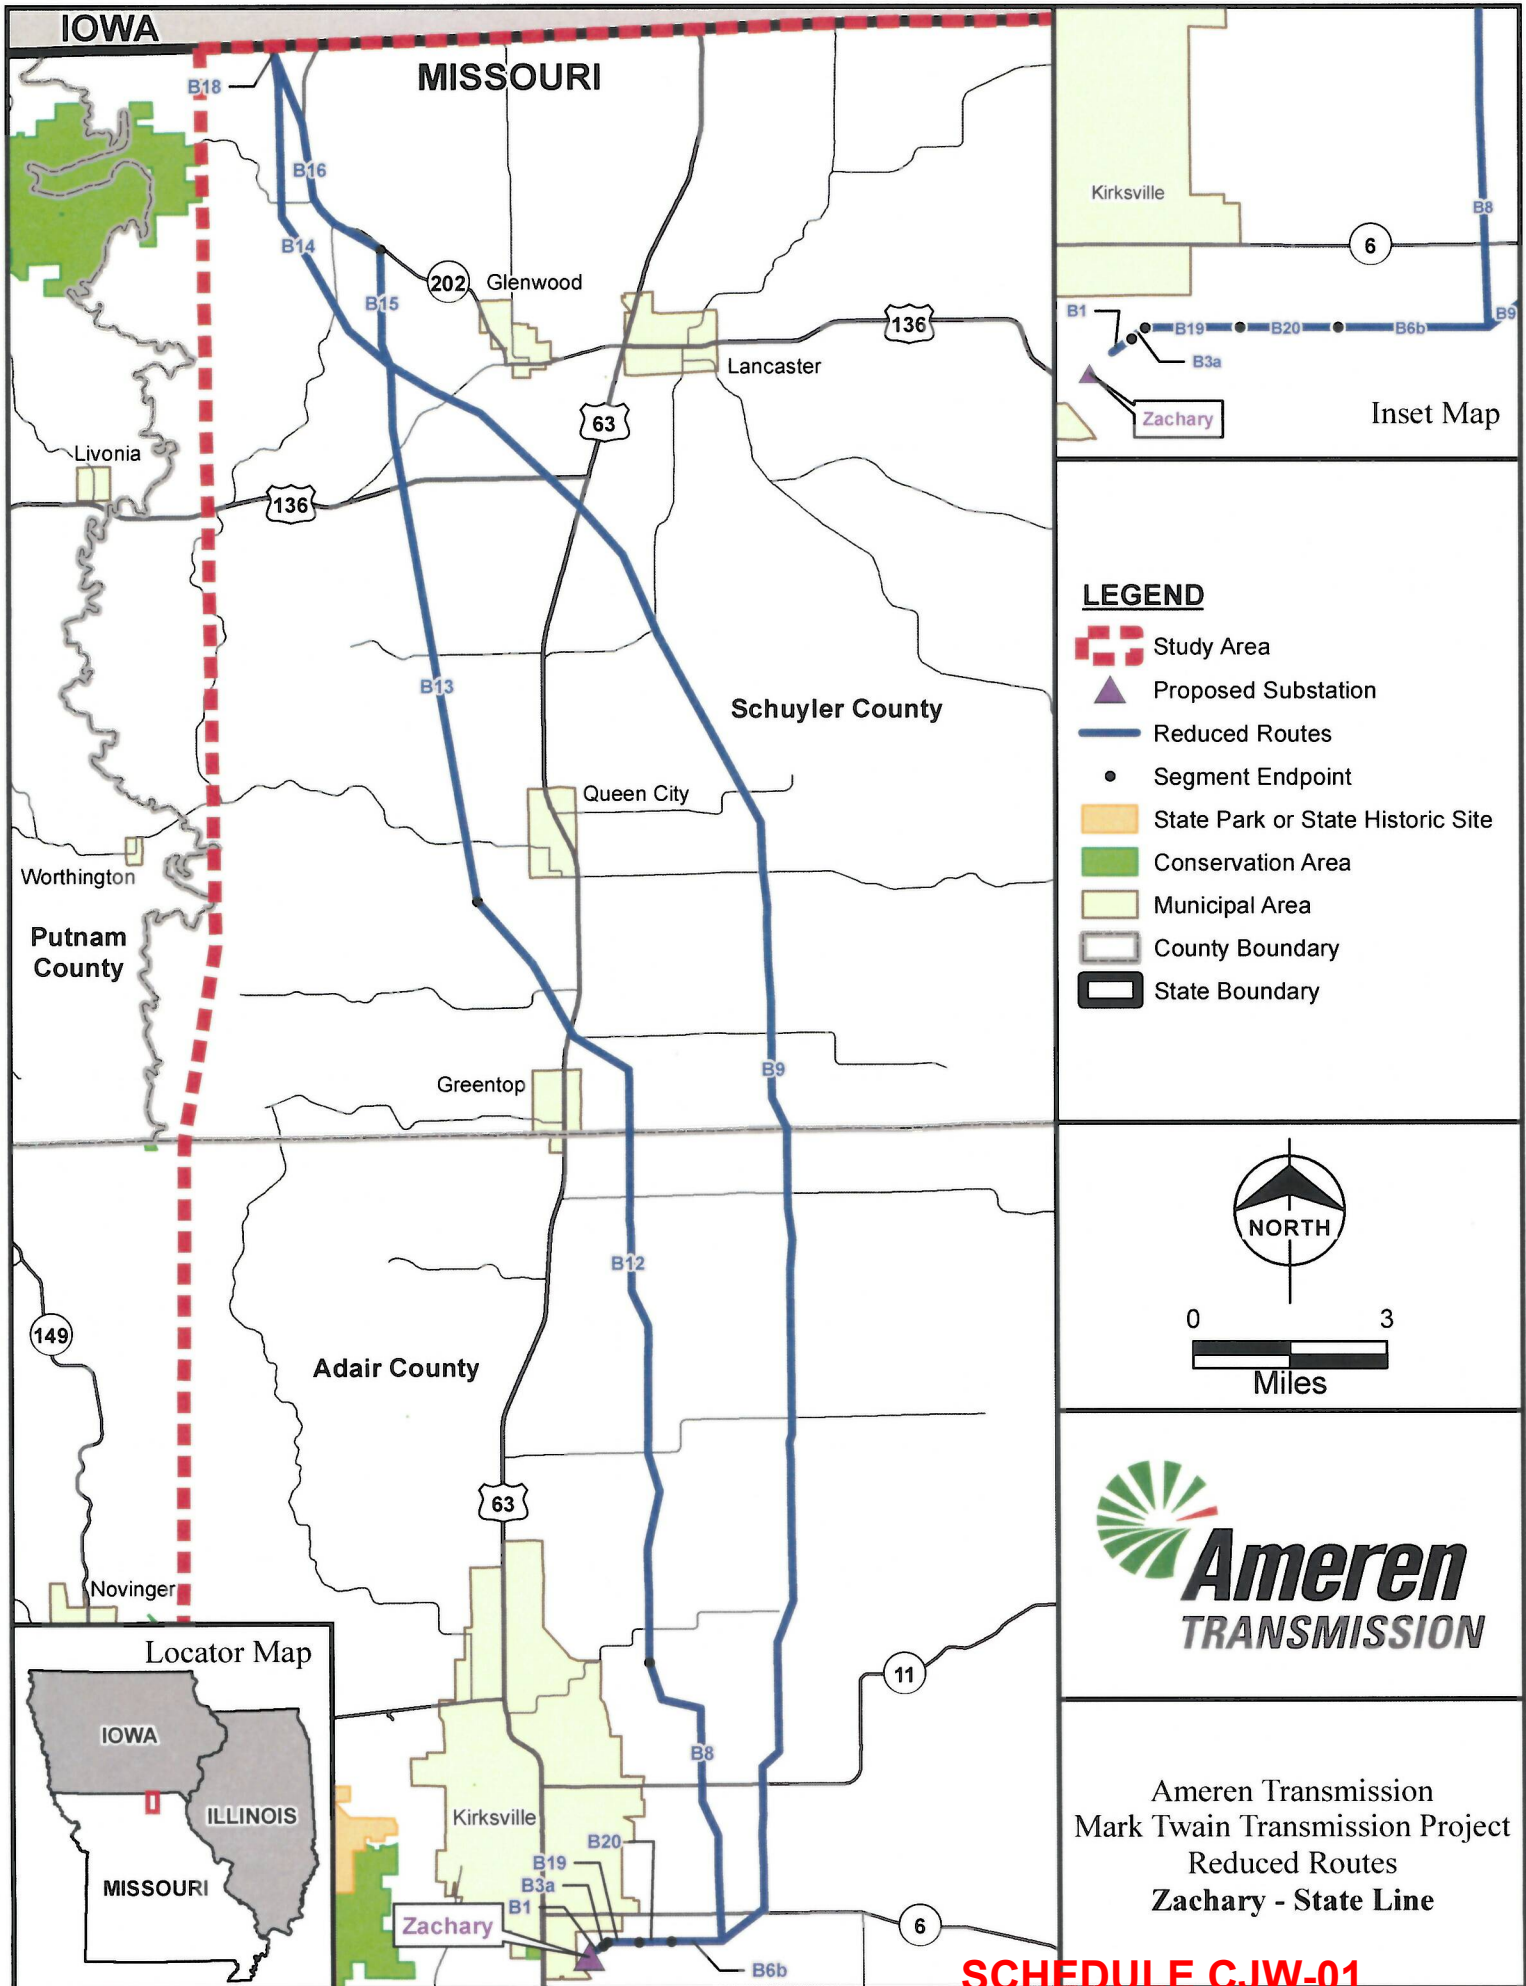 IOWA
MISSOURI
B18
B16
B14
B15
202
Glenwood
136
Lancaster
63
Livonia
136
B13
Schuyler County
Queen City
Worthington
Putnam
County
B9
Greentop
B12
149
Adair County
63
Novinger
11
B8
Kirksville
B20
B19
B3a
B1
Zachary
6
B6b
Locator Map
IOWA
ILLINOIS
MISSOURI
Kirksville
B8
6
B1
B19
B20
B6b
B9
B3a
Zachary
Inset Map
LEGEND
Study Area
Proposed Substation
Reduced Routes
Segment Endpoint
State Park or State Historic Site
Conservation Area
Municipal Area
County Boundary
State Boundary
NORTH
0 3
Miles
Ameren
TRANSMISSION
Ameren Transmission
Mark Twain Transmission Project
Reduced Routes
Zachary - State Line
SCHEDULE CJW-01